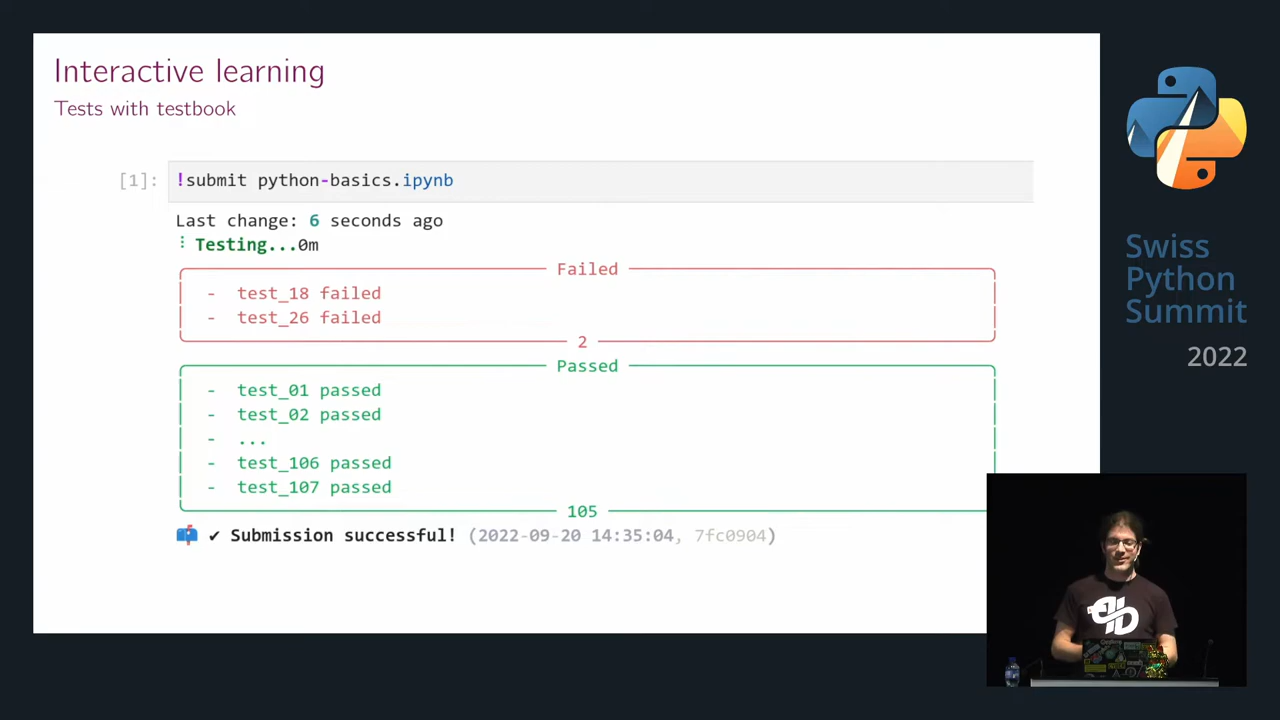 Interactive learning
Tests with testbook
[1]: !submit python-basics.ipynb
Last change: 6 seconds ago
⠸ Testing...0m
Failed
- test_18 failed
- test_26 failed
2
Passed
- test_01 passed
- test_02 passed
- ...
- test_106 passed
- test_107 passed
105
📫 ✔ Submission successful! (2022-09-20 14:35:04, 7fc0904)
Swiss
Python
Summit
2022